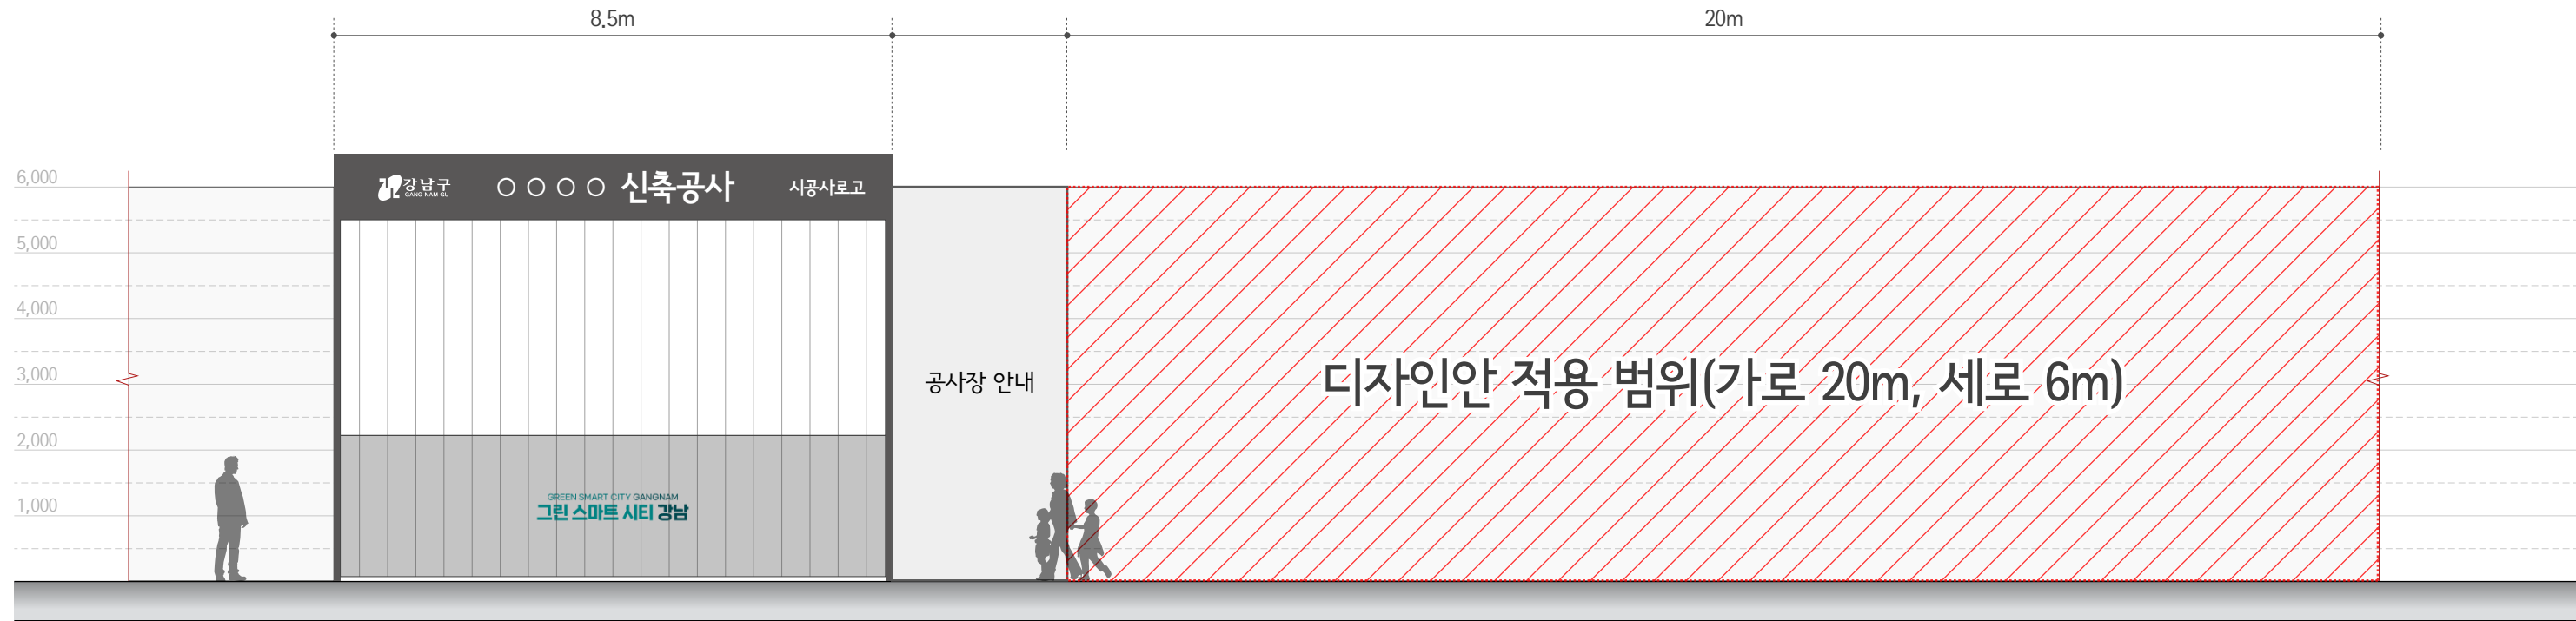 8.5m
20m
6,000
5,000
4,000
3,000
2,000
1,000
강남구
GANG NAM GU
○ ○ ○ ○ 신축공사
시공사로고
공사장 안내
디자인안 적용 범위(가로 20m, 세로 6m)
GREEN SMART CITY GANGNAM
그린 스마트 시티 강남